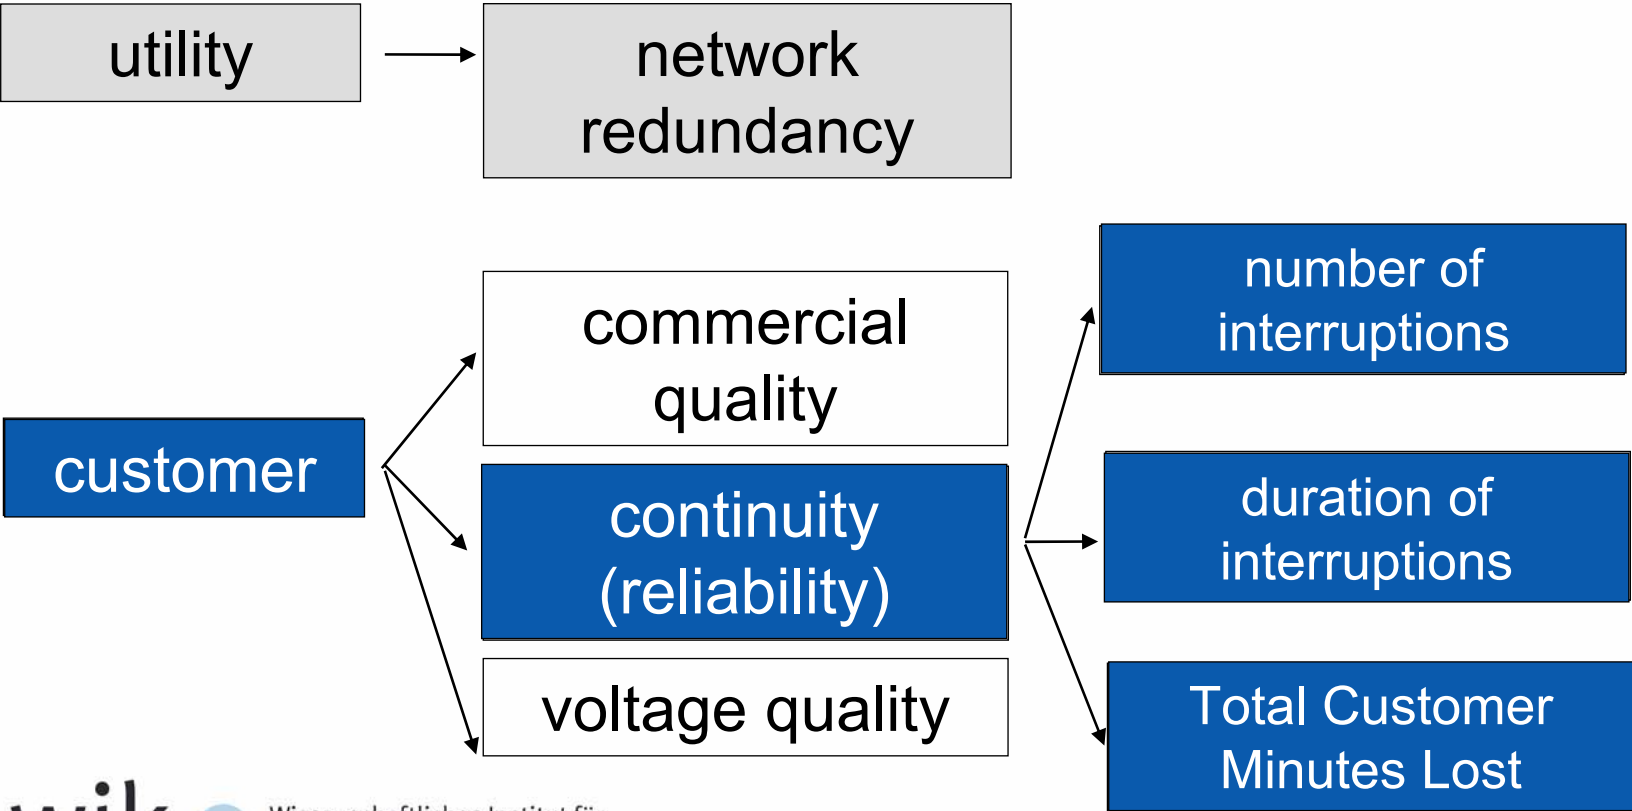 utility
network
redundancy
number of
interruptions
commercial
quality
customer
continuity
(reliability)
duration of
interruptions
voltage quality
Total Customer
Minutes Lost
wik